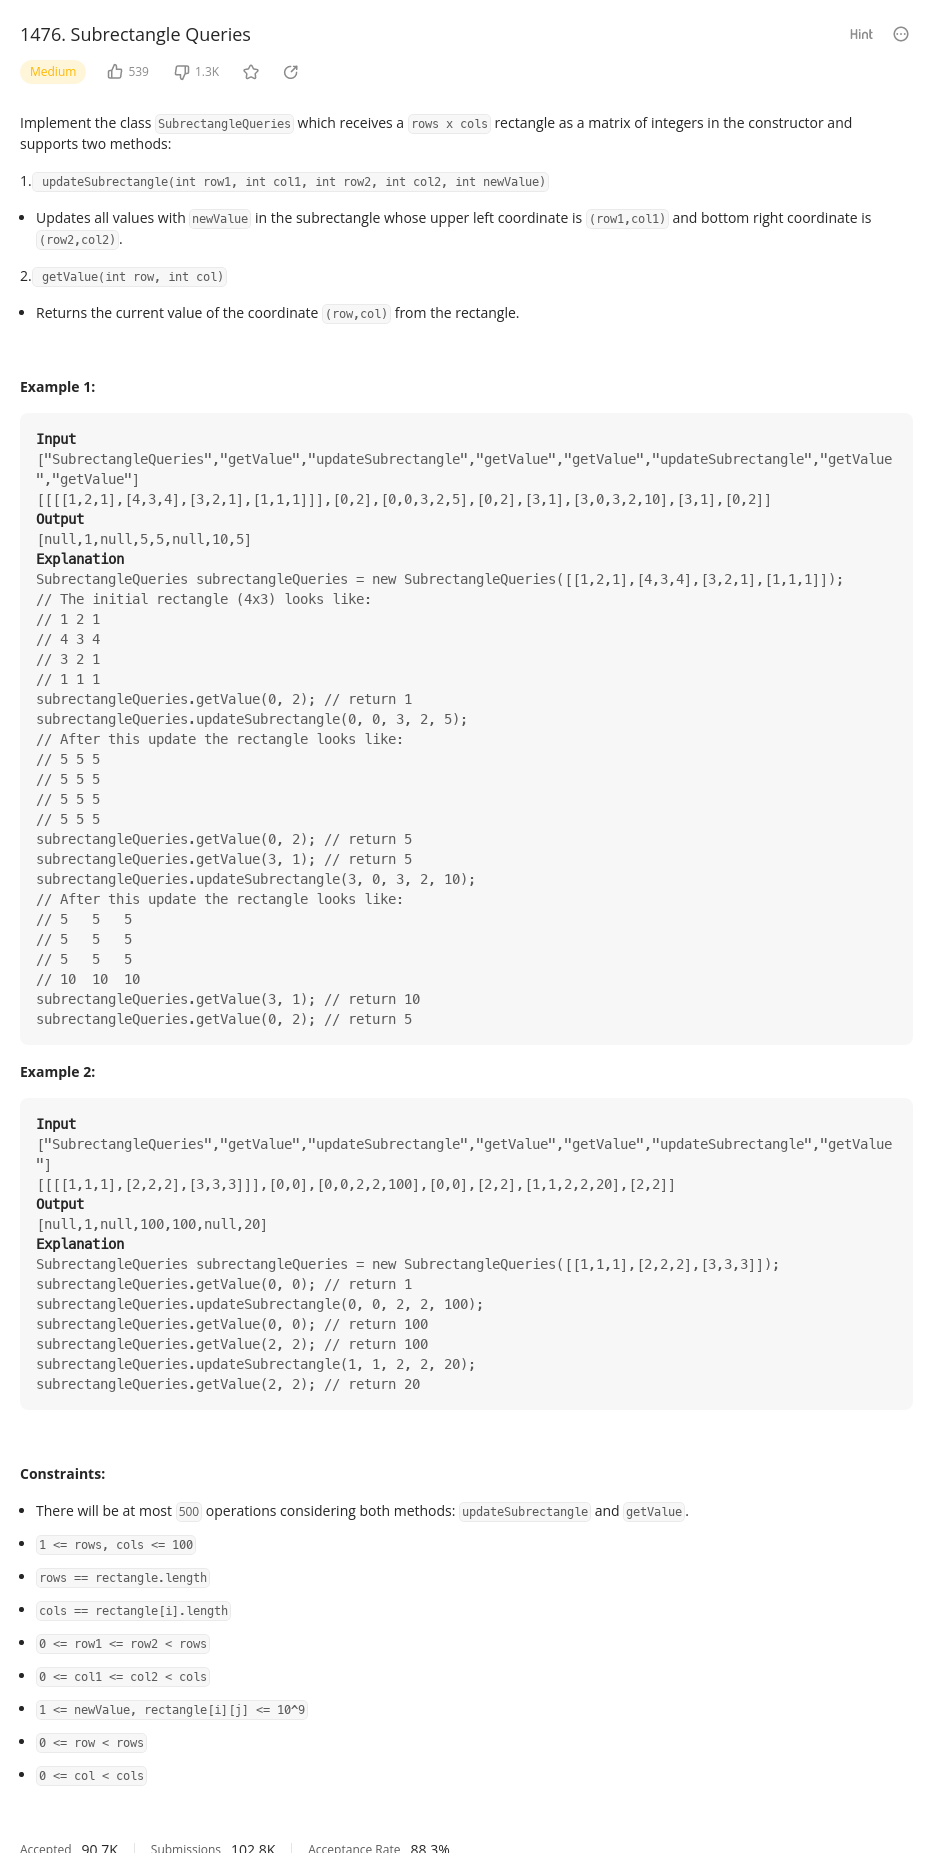 1476. Subrectangle Queries
Hint
Medium
539
1.3K
Implement the class SubrectangleQueries which receives a rows x cols rectangle as a matrix of integers in the constructor and
supports two methods:
1. updateSubrectangle(int row1, int col1, int row2, int col2, int newValue)
• Updates all values with newValue in the subrectangle whose upper left coordinate is (row1,col1) and bottom right coordinate is
(row2,col2).
2. getValue(int row, int col)
• Returns the current value of the coordinate (row,col) from the rectangle.
Example 1:
Input
["SubrectangleQueries","getValue","updateSubrectangle","getValue","getValue","updateSubrectangle","getValue
","getValue"]
[[[[1,2,1],[4,3,4],[3,2,1],[1,1,1]]],[0,2],[0,0,3,2,5],[0,2],[3,1],[3,0,3,2,10],[3,1],[0,2]]
Output
[null,1,null,5,5,null,10,5]
Explanation
SubrectangleQueries subrectangleQueries = new SubrectangleQueries([[1,2,1],[4,3,4],[3,2,1],[1,1,1]]);
// The initial rectangle (4x3) looks like:
// 1 2 1
// 4 3 4
// 3 2 1
// 1 1 1
subrectangleQueries.getValue(0, 2); // return 1
subrectangleQueries.updateSubrectangle(0, 0, 3, 2, 5);
// After this update the rectangle looks like:
// 5 5 5
// 5 5 5
// 5 5 5
// 5 5 5
subrectangleQueries.getValue(0, 2); // return 5
subrectangleQueries.getValue(3, 1); // return 5
subrectangleQueries.updateSubrectangle(3, 0, 3, 2, 10);
// After this update the rectangle looks like:
// 5   5   5
// 5   5   5
// 5   5   5
// 10  10  10
subrectangleQueries.getValue(3, 1); // return 10
subrectangleQueries.getValue(0, 2); // return 5
Example 2:
Input
["SubrectangleQueries","getValue","updateSubrectangle","getValue","getValue","updateSubrectangle","getValue
"]
[[[[1,1,1],[2,2,2],[3,3,3]]],[0,0],[0,0,2,2,100],[0,0],[2,2],[1,1,2,2,20],[2,2]]
Output
[null,1,null,100,100,null,20]
Explanation
SubrectangleQueries subrectangleQueries = new SubrectangleQueries([[1,1,1],[2,2,2],[3,3,3]]);
subrectangleQueries.getValue(0, 0); // return 1
subrectangleQueries.updateSubrectangle(0, 0, 2, 2, 100);
subrectangleQueries.getValue(0, 0); // return 100
subrectangleQueries.getValue(2, 2); // return 100
subrectangleQueries.updateSubrectangle(1, 1, 2, 2, 20);
subrectangleQueries.getValue(2, 2); // return 20
Constraints:
• There will be at most 500 operations considering both methods: updateSubrectangle and getValue.
• 1 <= rows, cols <= 100
• rows == rectangle.length
• cols == rectangle[i].length
• 0 <= row1 <= row2 < rows
• 0 <= col1 <= col2 < cols
• 1 <= newValue, rectangle[i][j] <= 10^9
• 0 <= row < rows
• 0 <= col < cols
Accepted 90.7K Submissions 102.8K Acceptance Rate 88.3%